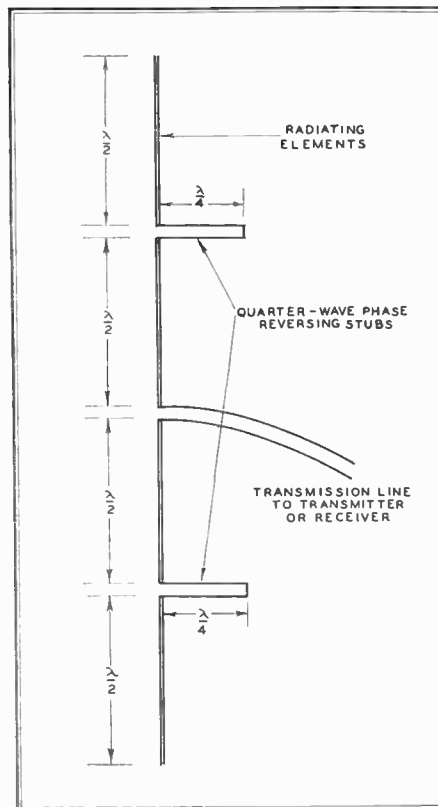 λ/2
RADIATING
ELEMENTS
λ/4
λ/2
QUARTER-WAVE PHASE
REVERSING STUBS
λ/2
TRANSMISSION LINE
TO TRANSMITTER
OR RECEIVER
λ/4
λ/2